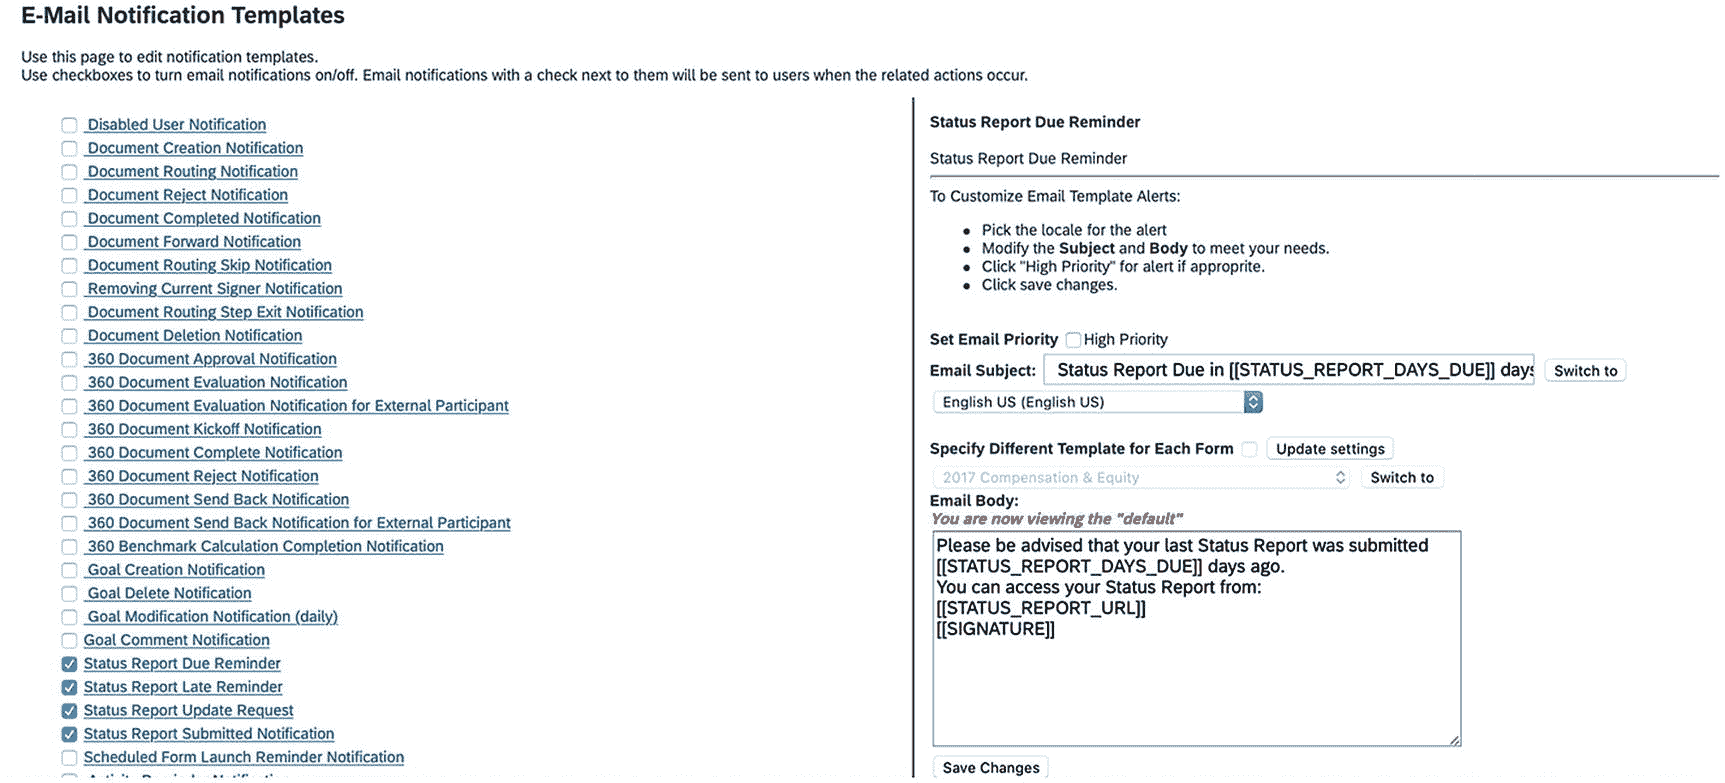 E-Mail Notification Templates
Use this page to edit notification templates.
Use checkboxes to turn email notifications on/off. Email notifications with a check next to them will be sent to users when the related actions occur.
Disabled User Notification
Document Creation Notification
Document Routing Notification
Document Reject Notification
Document Completed Notification
Document Forward Notification
Document Routing Skip Notification
Removing Current Signer Notification
Document Routing Step Exit Notification
Document Deletion Notification
360 Document Approval Notification
360 Document Evaluation Notification
360 Document Evaluation Notification for External Participant
360 Document Kickoff Notification
360 Document Complete Notification
360 Document Reject Notification
360 Document Send Back Notification
360 Document Send Back Notification for External Participant
360 Benchmark Calculation Completion Notification
Goal Creation Notification
Goal Delete Notification
Goal Modification Notification (daily)
Goal Comment Notification
Status Report Due Reminder
Status Report Late Reminder
Status Report Update Request
Status Report Submitted Notification
Scheduled Form Launch Reminder Notification
Status Report Due Reminder
Status Report Due Reminder
To Customize Email Template Alerts:
• Pick the locale for the alert
• Modify the Subject and Body to meet your needs.
• Click "High Priority" for alert if approprite.
• Click save changes.
Set Email Priority High Priority
Email Subject: Status Report Due in [[STATUS_REPORT_DAYS_DUE]] days Switch to
English US (English US)
Specify Different Template for Each Form Update settings
2017 Compensation & Equity Switch to
Email Body:
You are now viewing the "default"
Please be advised that your last Status Report was submitted
[[STATUS_REPORT_DAYS_DUE]] days ago.
You can access your Status Report from:
[[STATUS_REPORT_URL]]
[[SIGNATURE]]
Save Changes